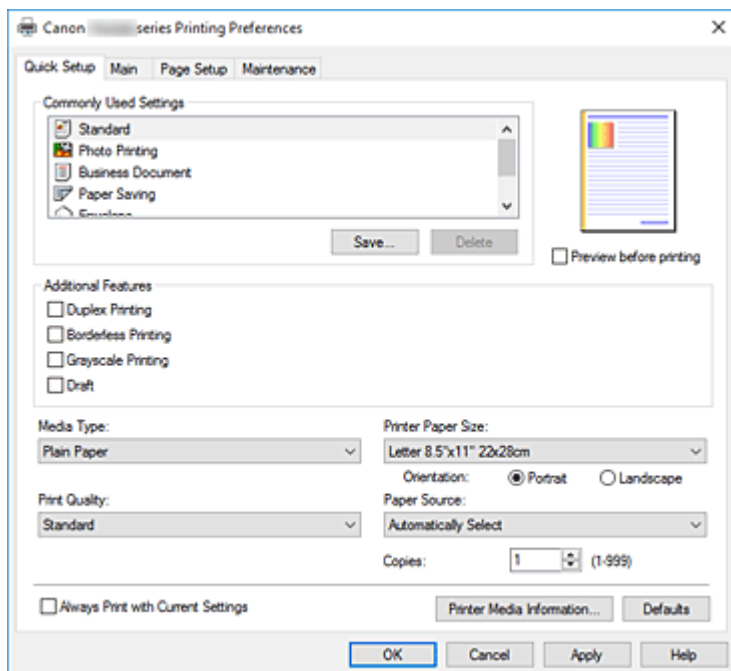 Canon series Printing Preferences
Quick Setup Main Page Setup Maintenance
Commonly Used Settings
Standard
Photo Printing
Business Document
Paper Saving
Envelope
Save... Delete
Preview before printing
Additional Features
Duplex Printing
Borderless Printing
Grayscale Printing
Draft
Media Type: Printer Paper Size:
Plain Paper Letter 8.5"x11" 22x28cm
Orientation: Portrait Landscape
Print Quality: Paper Source:
Standard Automatically Select
Copies: 1 (1-999)
Always Print with Current Settings Printer Media Information... Defaults
OK Cancel Apply Help